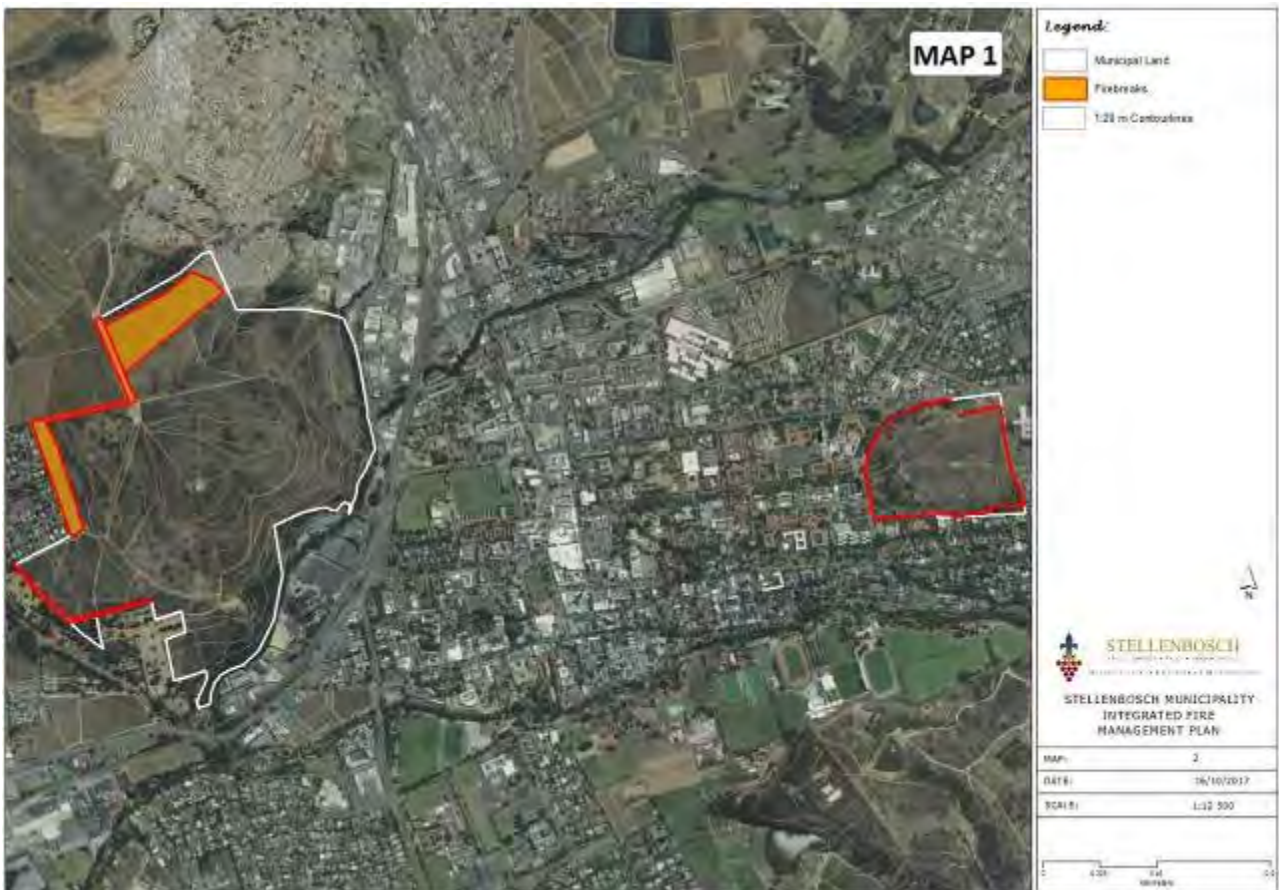 MAP 1
Legend:
Municipal Land
Firebreaks
1:20 m Contourlines
N
STELLENBOSCH
STELLENBOSCH MUNICIPALITY
INTEGRATED FIRE
MANAGEMENT PLAN
MAP: 2
DATE: 16/10/2017
SCALE: 1:12 500
0